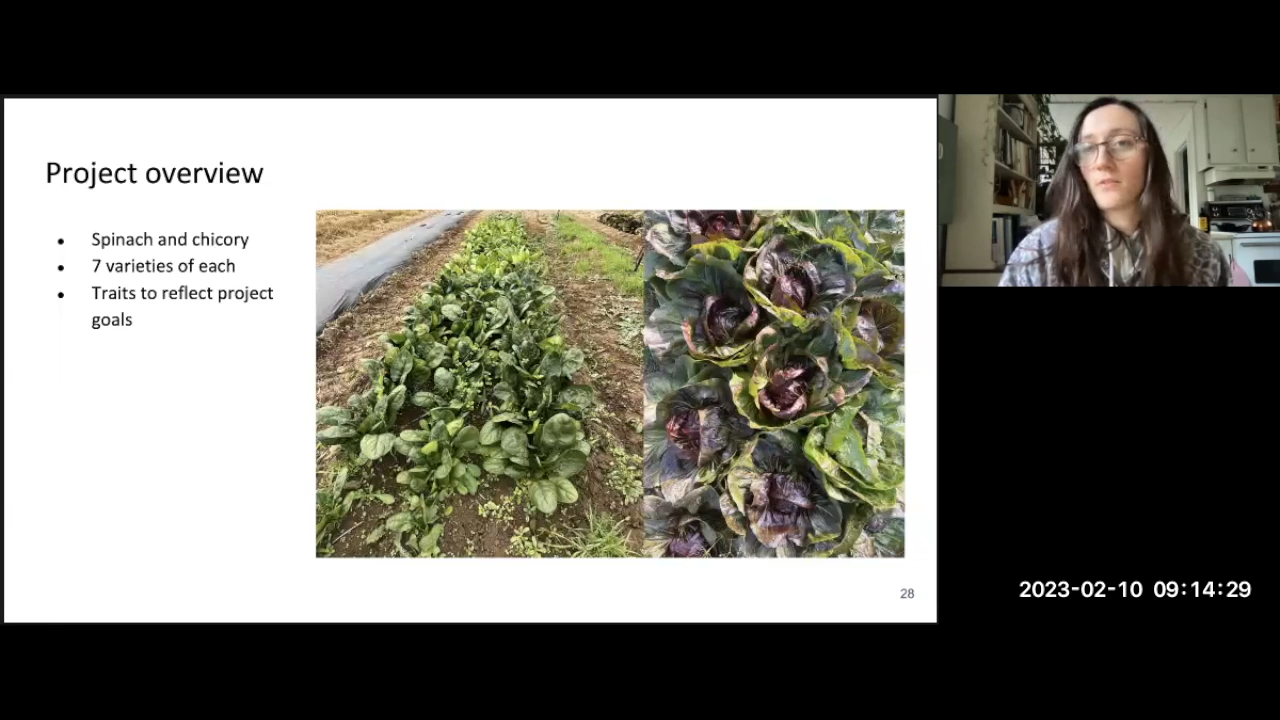 Project overview
• Spinach and chicory
• 7 varieties of each
• Traits to reflect project
goals
28
2023-02-10 09:14:29